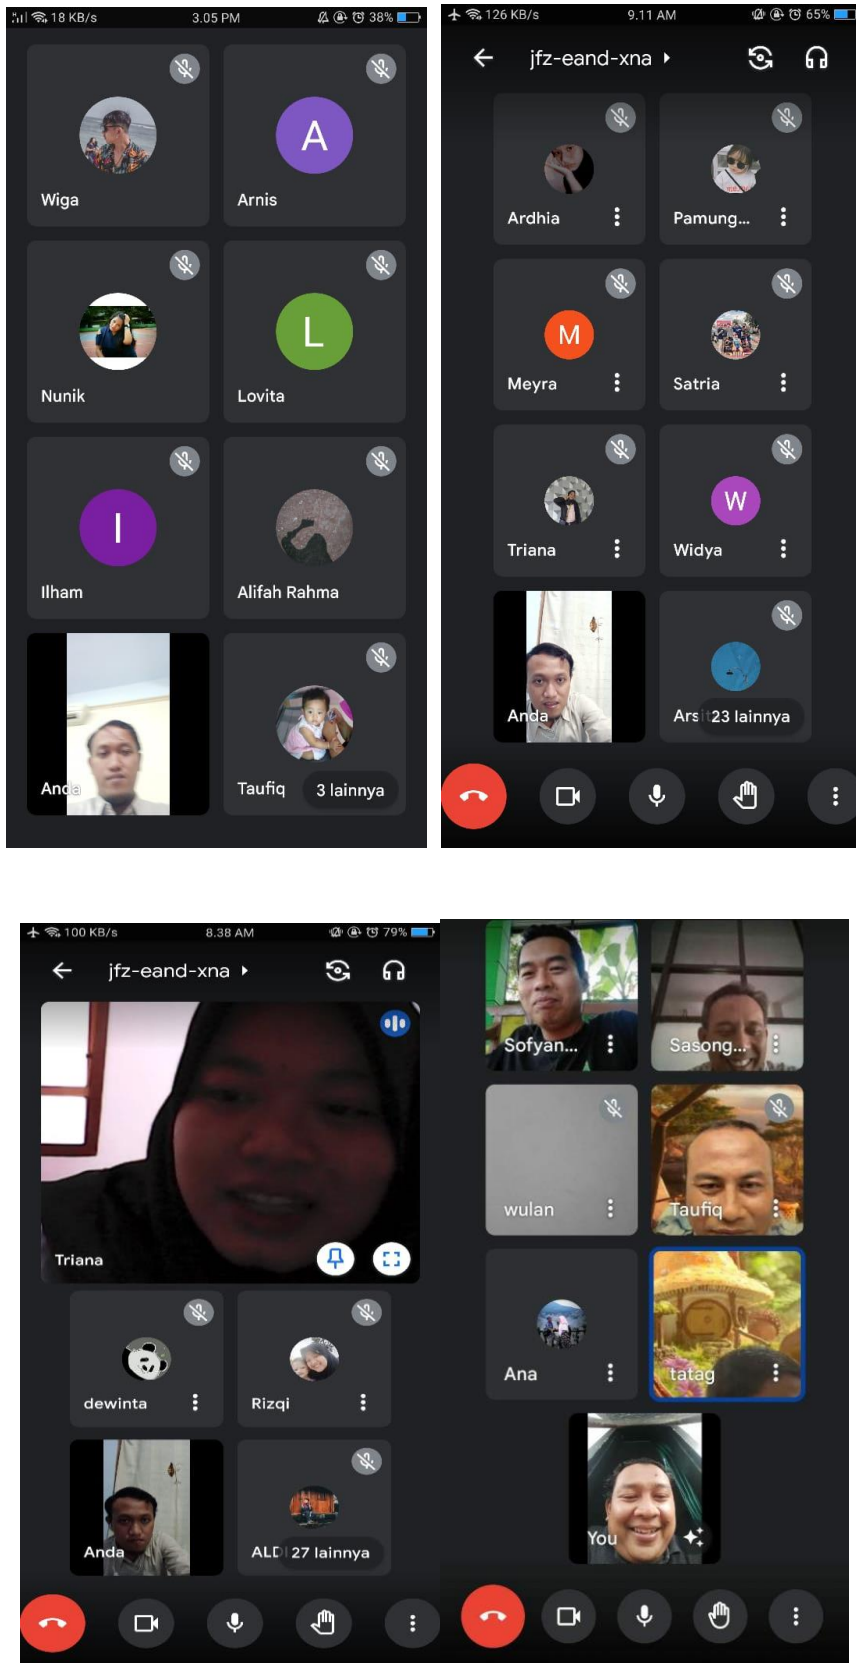 18 KB/s 3.05 PM 38%
Wiga Arnis
A
Nunik Lovita
L
I
Ilham Alifah Rahma
Anda Taufiq 3 lainnya
126 KB/s 9.11 AM 65%
jfz-eand-xna
Ardhia Pamung...
M
Meyra Satria
W
Triana Widya
Anda 23 lainnya
100 KB/s 8.38 AM 79%
jfz-eand-xna
Triana
dewinta Rizqi
Anda 27 lainnya
Sofyan... Sasong...
wulan Taufiq
Ana tatag
You